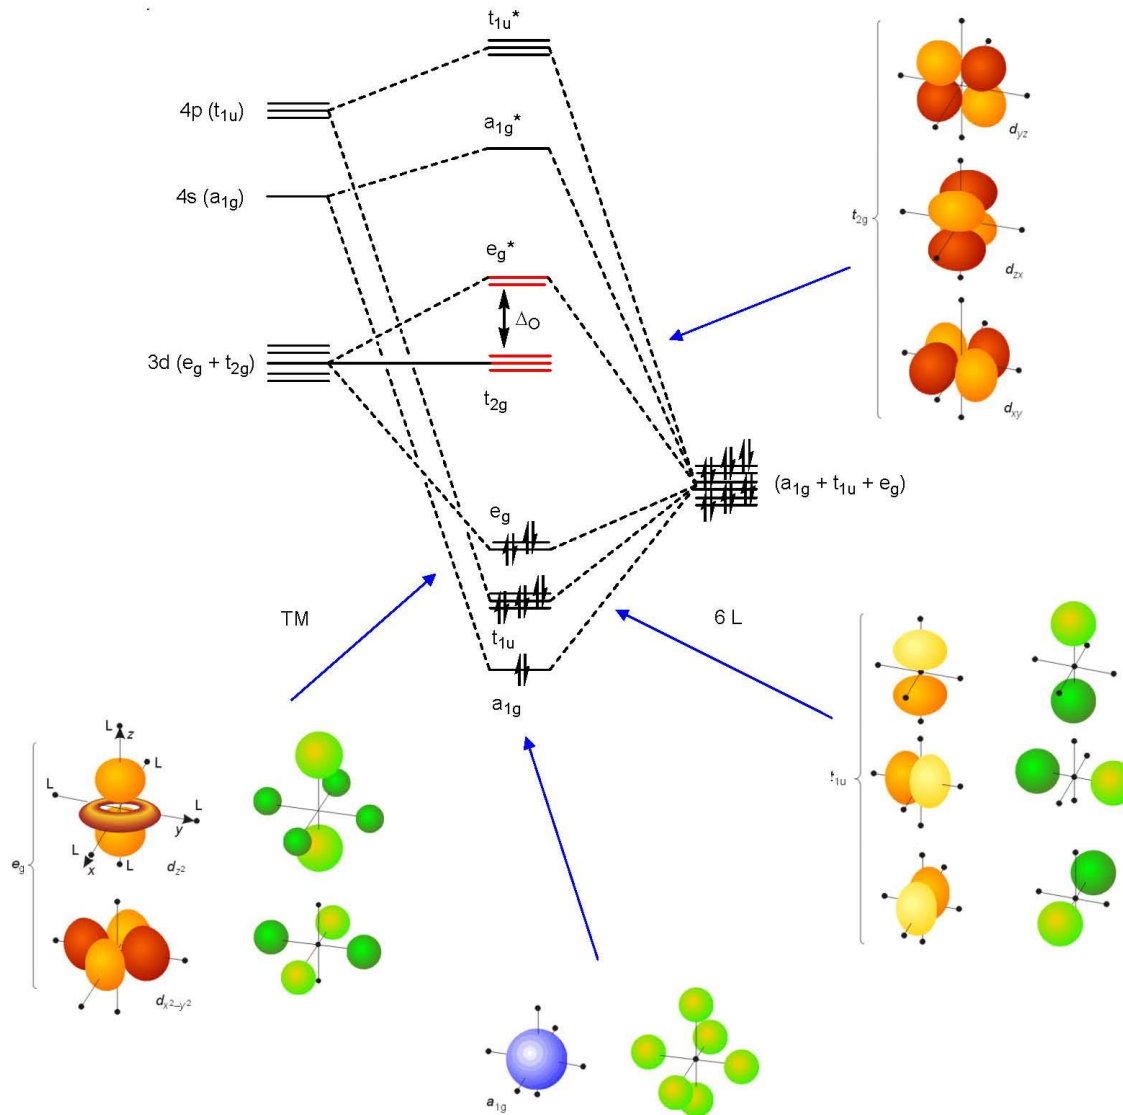 t1u*
4p (t1u)
a1g*
4s (a1g)
eg*
ΔO
3d (eg + t2g)
t2g
(a1g + t1u + eg)
eg
TM
6 L
t1u
a1g
t2g
dyz
dzx
dxy
eg
L
z
L
L
L
y
L
x
L
dz2
dx2–y2
t1u
a1g